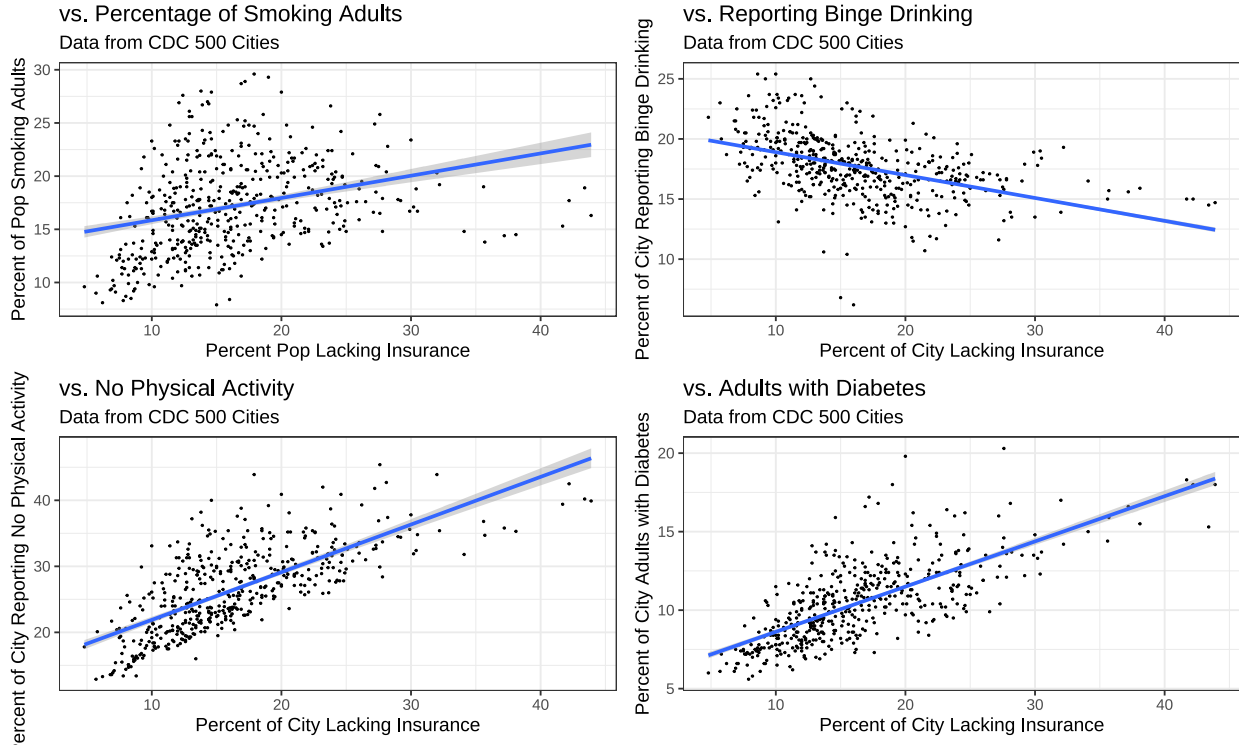 vs. Percentage of Smoking Adults
Data from CDC 500 Cities
Percent of Pop Smoking Adults
30
25
20
15
10
10 20 30 40
Percent Pop Lacking Insurance
vs. Reporting Binge Drinking
Data from CDC 500 Cities
Percent of City Reporting Binge Drinking
25
20
15
10
10 20 30 40
Percent of City Lacking Insurance
vs. No Physical Activity
Data from CDC 500 Cities
Percent of City Reporting No Physical Activity
40
30
20
10 20 30 40
Percent of City Lacking Insurance
vs. Adults with Diabetes
Data from CDC 500 Cities
Percent of City Adults with Diabetes
20
15
10
5
10 20 30 40
Percent of City Lacking Insurance